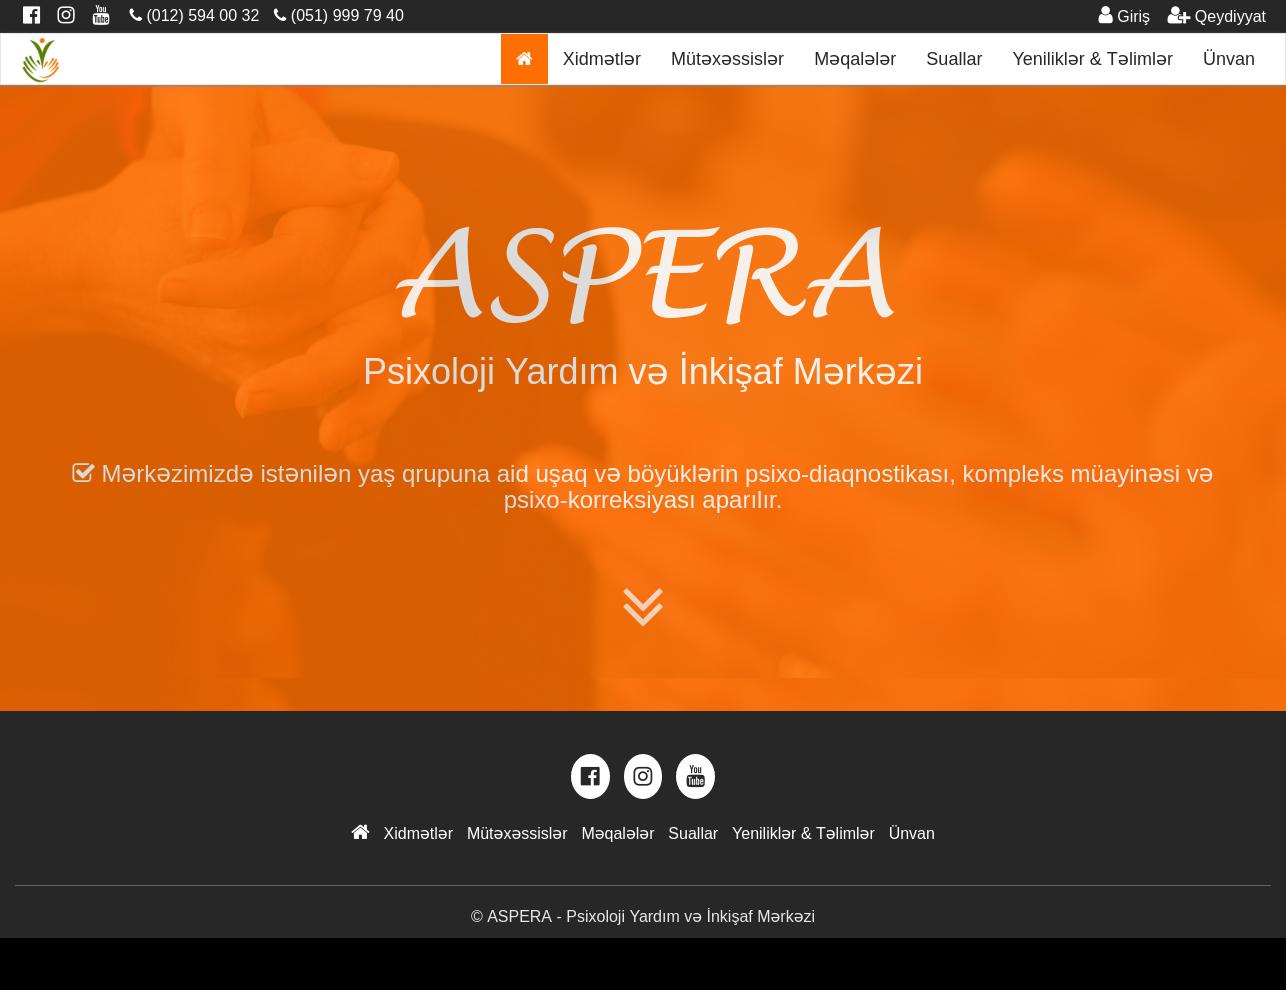 (012) 594 00 32 (051) 999 79 40 Giriş Qeydiyyat
Xidmətlər Mütəxəssislər Məqalələr Suallar Yeniliklər & Təlimlər Ünvan
ASPERA
Psixoloji Yardım və İnkişaf Mərkəzi
Mərkəzimizdə istənilən yaş qrupuna aid uşaq və böyüklərin psixo-diaqnostikası, kompleks müayinəsi və
psixo-korreksiyası aparılır.
Xidmətlər Mütəxəssislər Məqalələr Suallar Yeniliklər & Təlimlər Ünvan
© ASPERA - Psixoloji Yardım və İnkişaf Mərkəzi